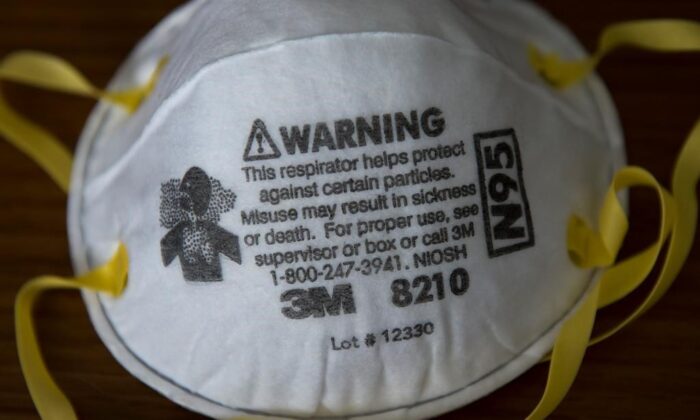 WARNING
This respirator helps protect
against certain particles.
Misuse may result in sickness
or death. For proper use, see
supervisor or box or call 3M
1-800-247-3941. NIOSH
3M 8210
Lot # 12330
N95